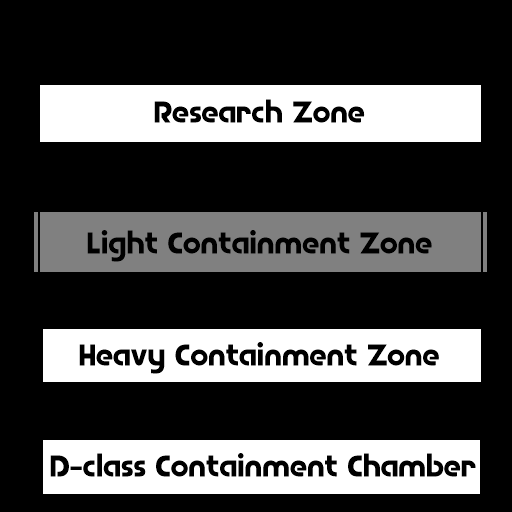 Research Zone
Light Containment Zone
Heavy Containment Zone
D-class Containment Chamber